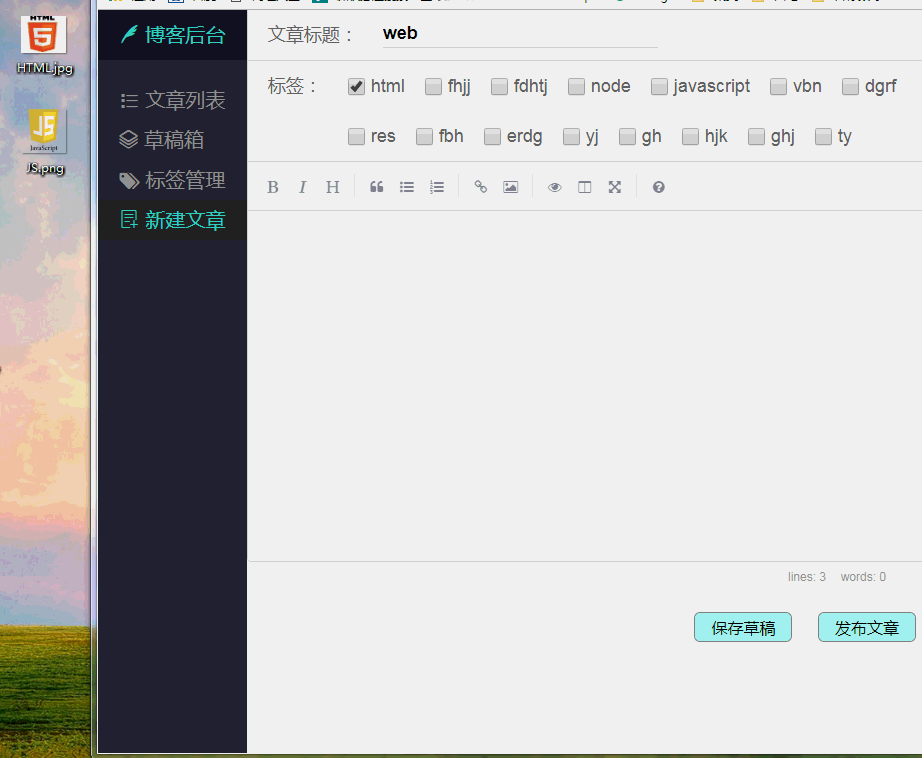 HTML
5
HTML.jpg
JS
JavaScript
JS.png
博客后台
文章列表
草稿箱
标签管理
新建文章
文章标题： web
标签： html fhjj fdhtj node javascript vbn dgrf
res fbh erdg yj gh hjk ghj ty
B I H
lines: 3 words: 0
保存草稿 发布文章